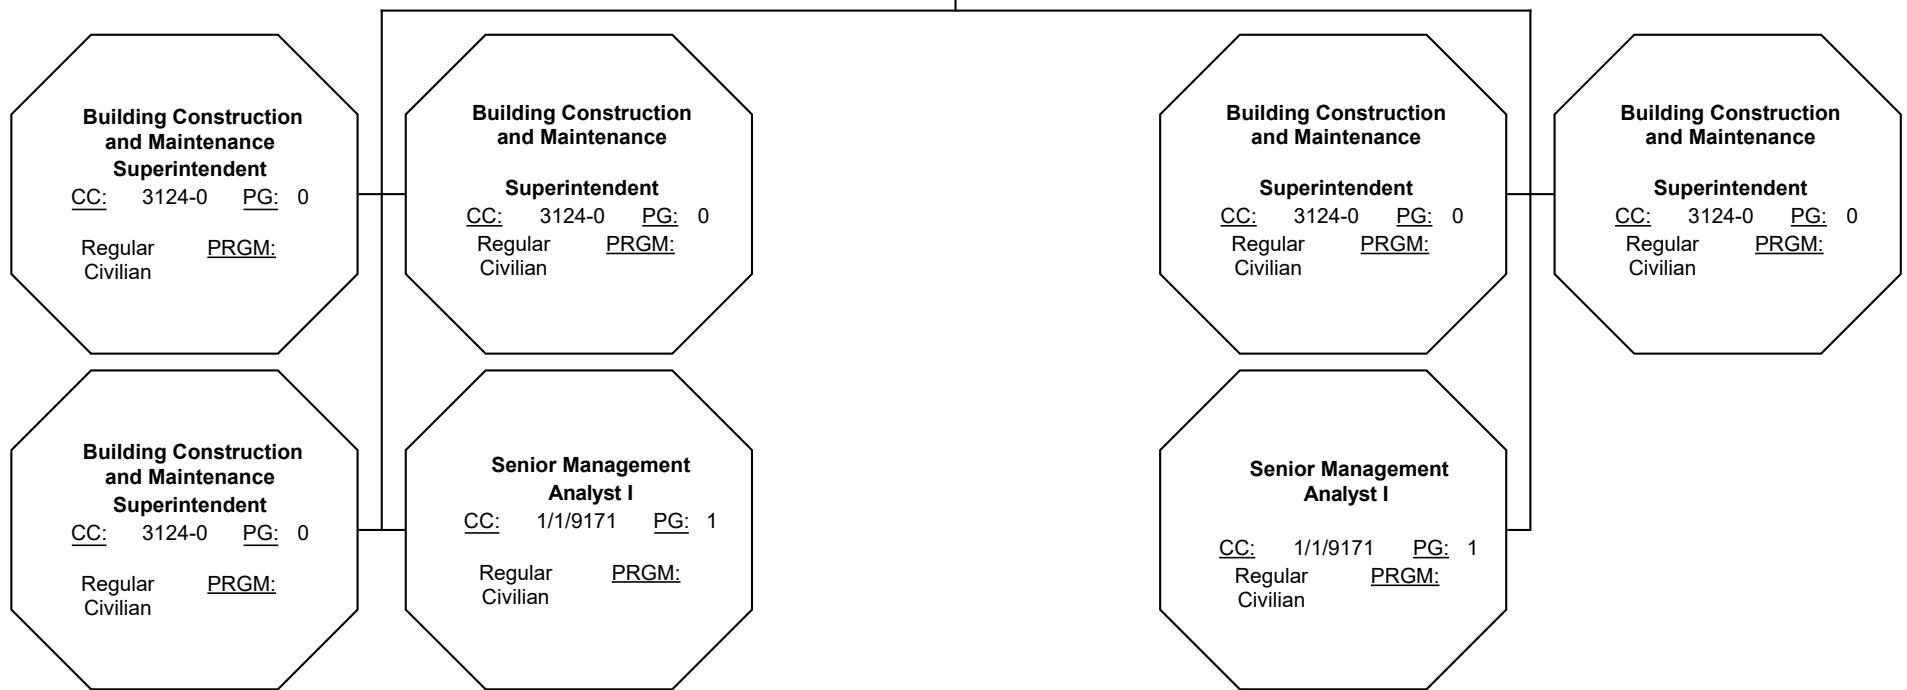 Building Construction
and Maintenance
Superintendent
CC: 3124-0 PG: 0
Regular PRGM:
Civilian
Building Construction
and Maintenance
Superintendent
CC: 3124-0 PG: 0
Regular PRGM:
Civilian
Building Construction
and Maintenance
Superintendent
CC: 3124-0 PG: 0
Regular PRGM:
Civilian
Building Construction
and Maintenance
Superintendent
CC: 3124-0 PG: 0
Regular PRGM:
Civilian
Building Construction
and Maintenance
Superintendent
CC: 3124-0 PG: 0
Regular PRGM:
Civilian
Senior Management
Analyst I
CC: 1/1/9171 PG: 1
Regular PRGM:
Civilian
Senior Management
Analyst I
CC: 1/1/9171 PG: 1
Regular PRGM:
Civilian